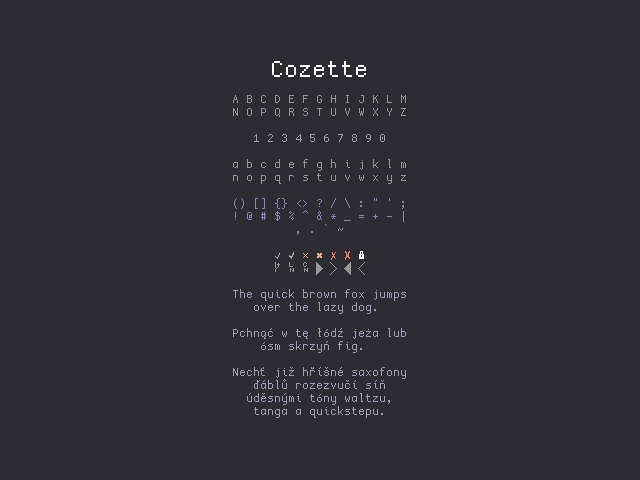 Cozette
A B C D E F G H I J K L M
N O P Q R S T U V W X Y Z
1 2 3 4 5 6 7 8 9 0
a b c d e f g h i j k l m
n o p q r s t u v w x y z
() [] {} <> ? / \ : " ' ;
! @ # $ % ^ & * _ = + - |
, . ` ~
✓ ✔ ✕ ✖ ✗ ✘ 🔒
LN CN
The quick brown fox jumps
over the lazy dog.
Pchnąć w tę łódź jeża lub
ósm skrzyń fig.
Nechť již hříšné saxofony
ďáblů rozezvučí síň
úděsnými tóny waltzu,
tanga a quickstepu.